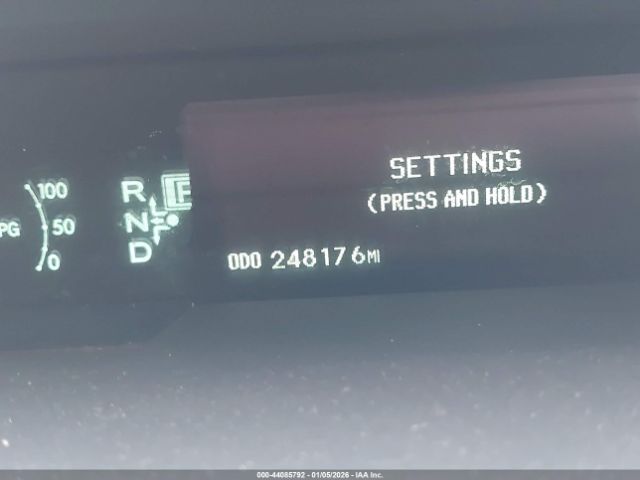 SETTINGS
(PRESS AND HOLD)
100
R P
PG 50
N
0
D
ODO 248176MI
000-44085792 - 01/05/2026 - IAA Inc.